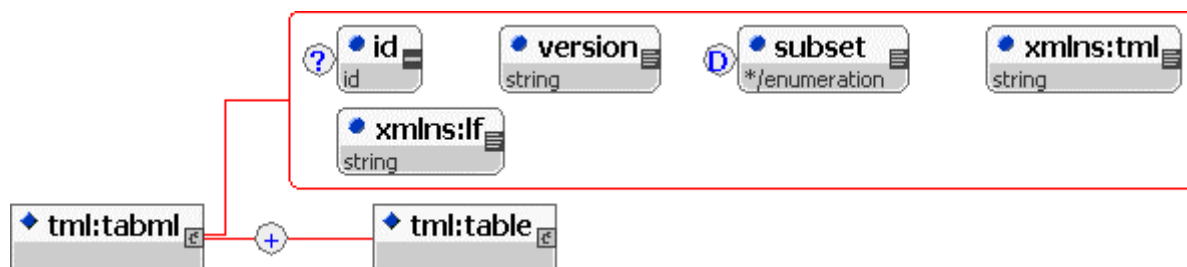 ? id version D subset xmlns:tml
id string */enumeration string
xmlns:lf
string
tml:tabml + tml:table